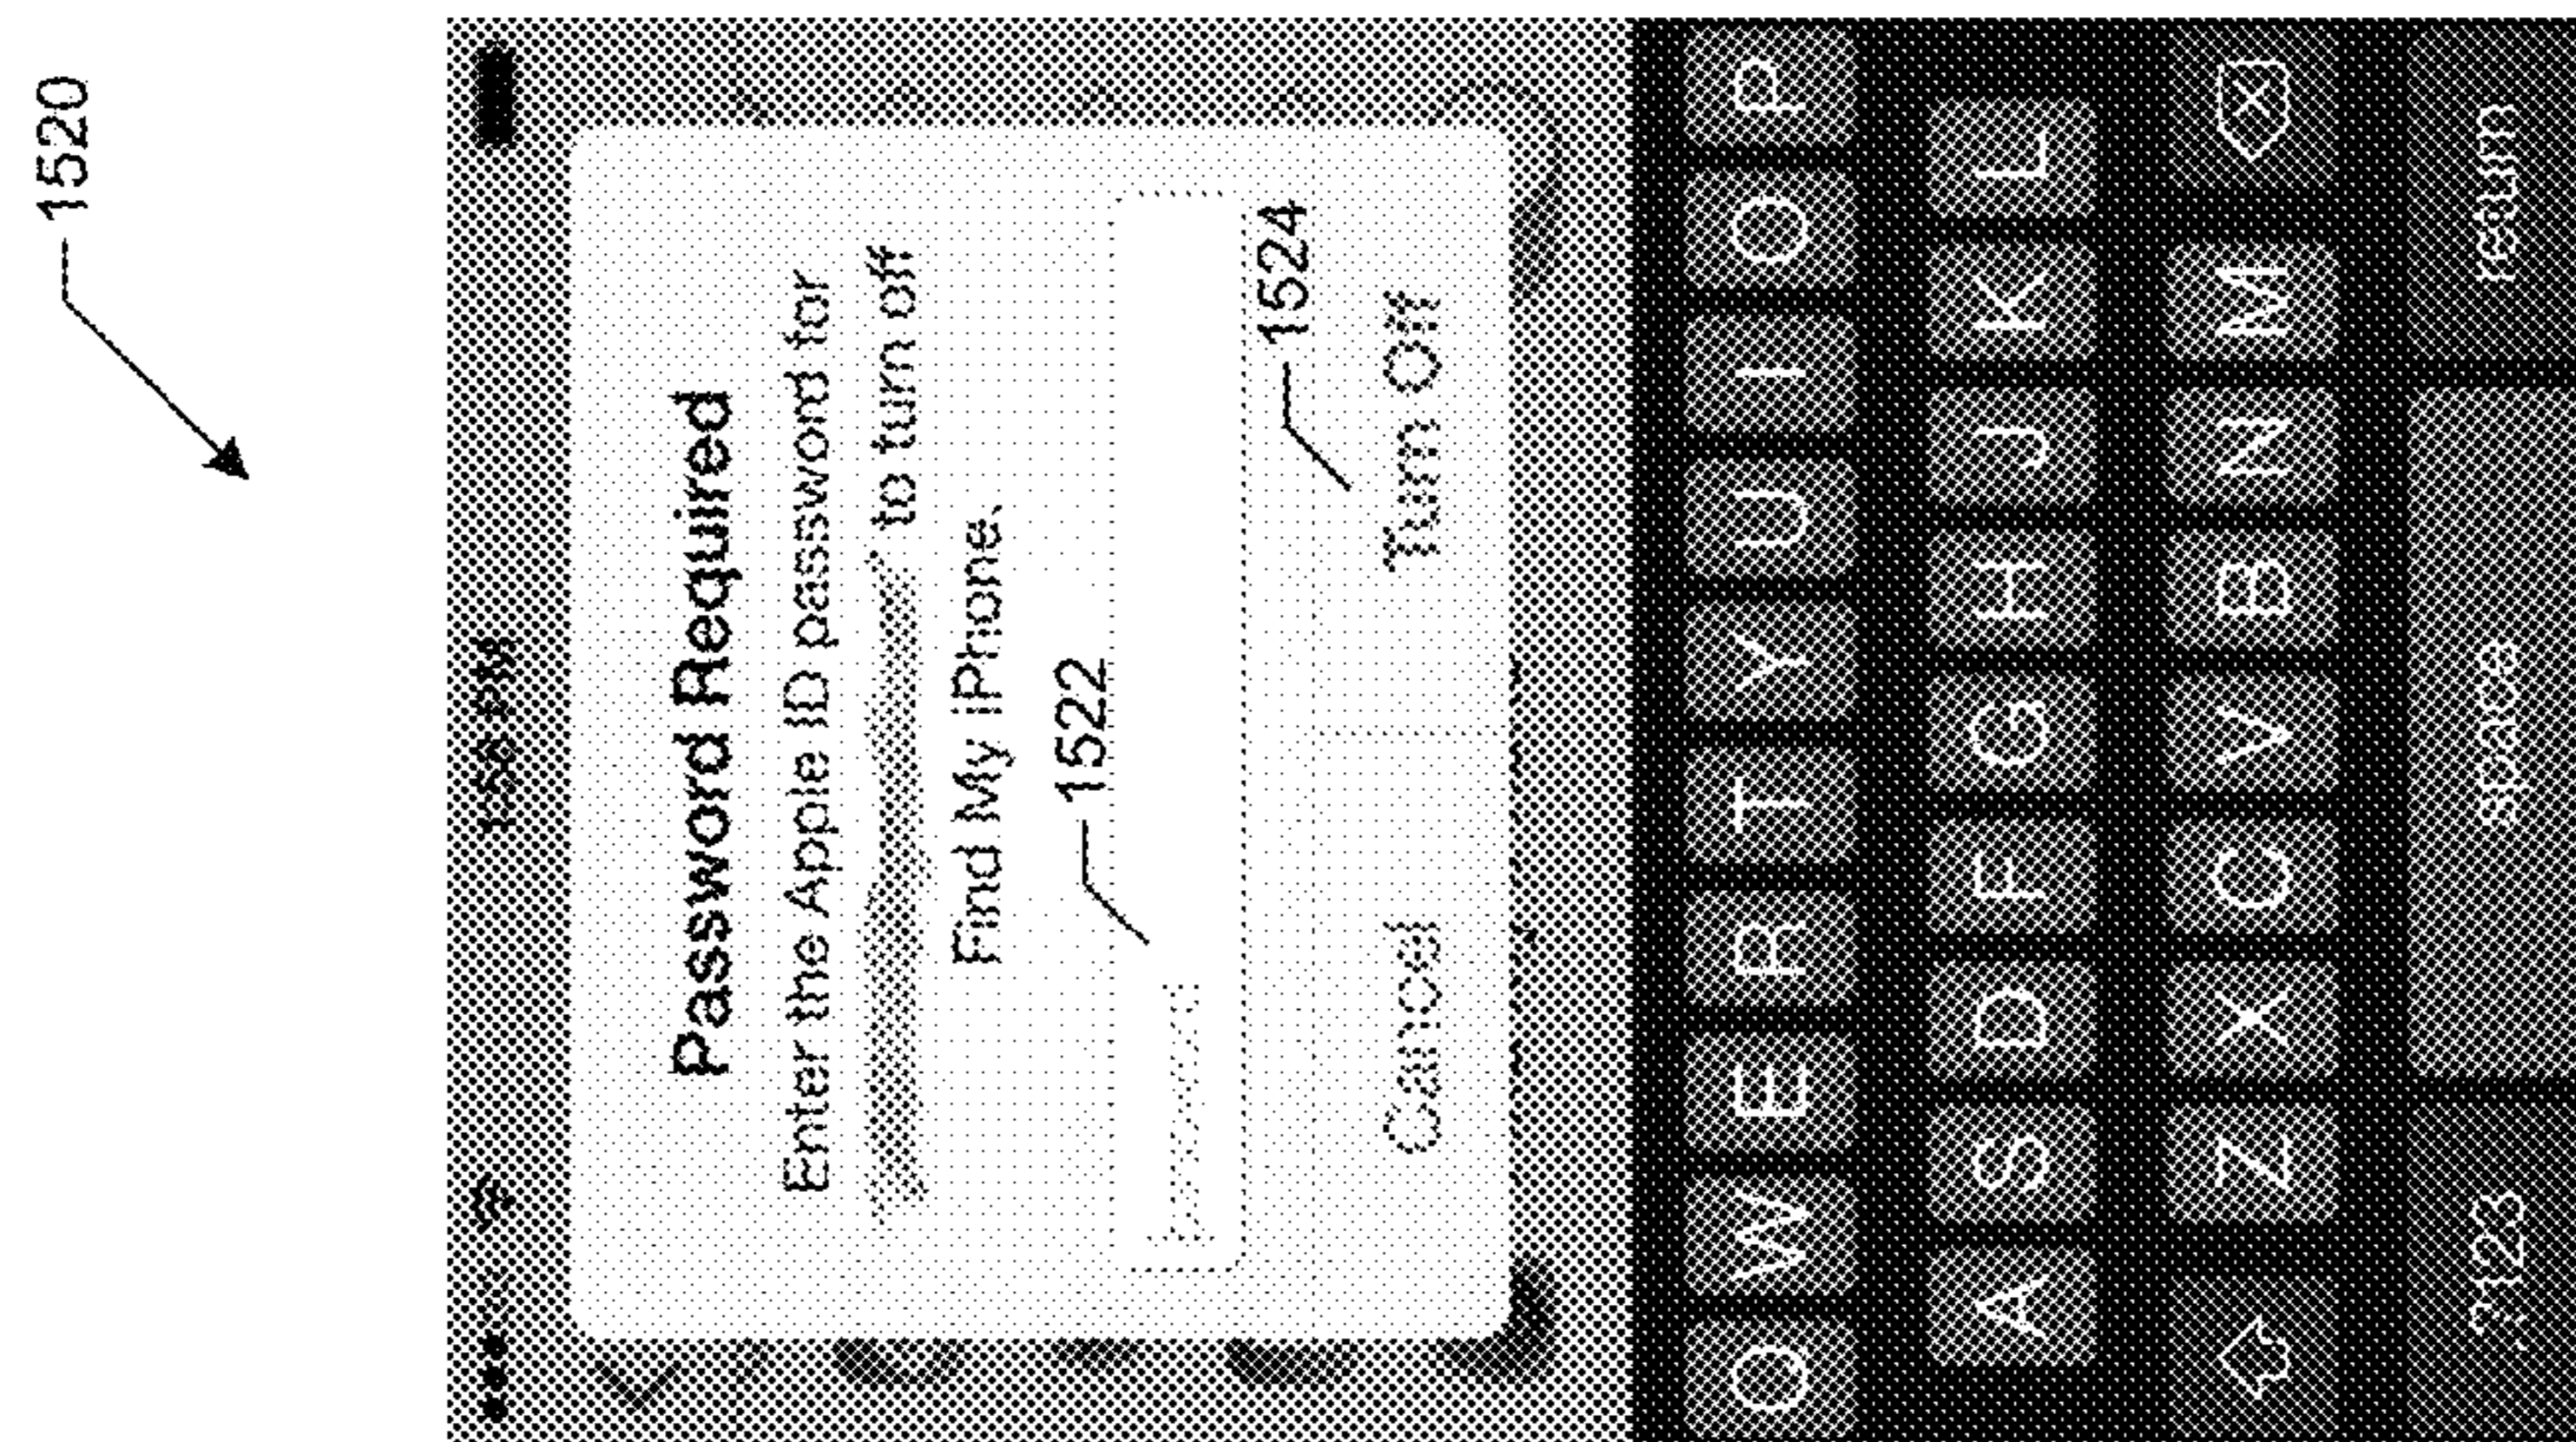 1520
1:58 PM
Password Required
Enter the Apple ID password for
to turn off
Find My iPhone.
1522
password
1524
Cancel Turn Off
Q W E R T Y U I O P
A S D F G H J K L
Z X C V B N M
.?123 space return